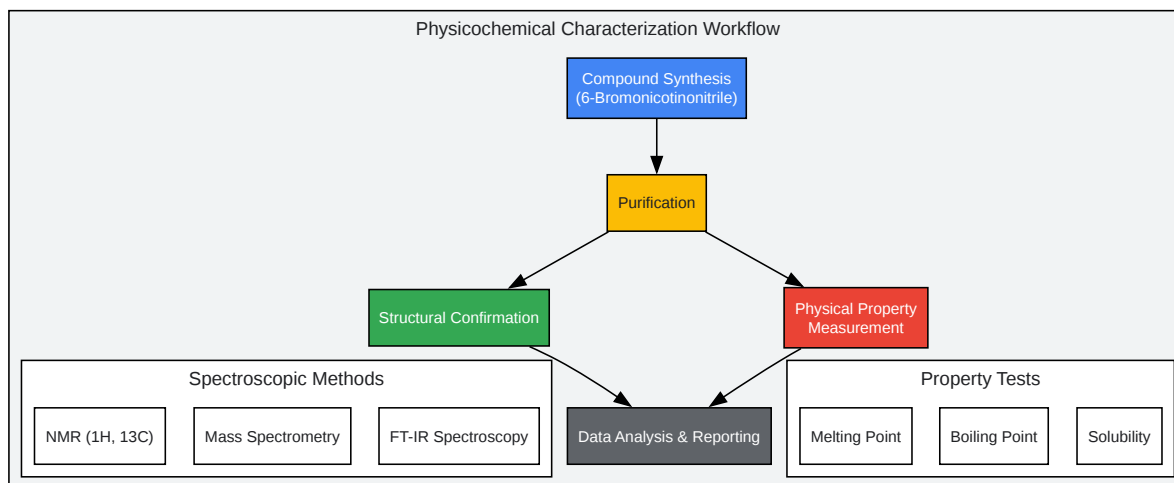 Physicochemical Characterization Workflow
Compound Synthesis
(6-Bromonicotinonitrile)
Purification
Structural Confirmation
Physical Property
Measurement
Spectroscopic Methods
NMR (1H, 13C)
Mass Spectrometry
FT-IR Spectroscopy
Data Analysis & Reporting
Property Tests
Melting Point
Boiling Point
Solubility